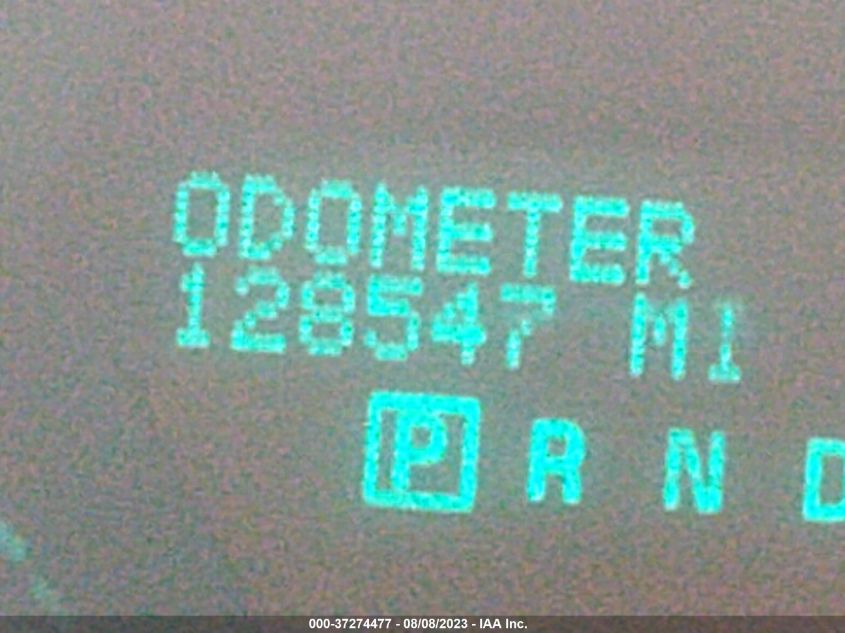 ODOMETER
128547 MI
P R N D
000-37274477 - 08/08/2023 - IAA Inc.